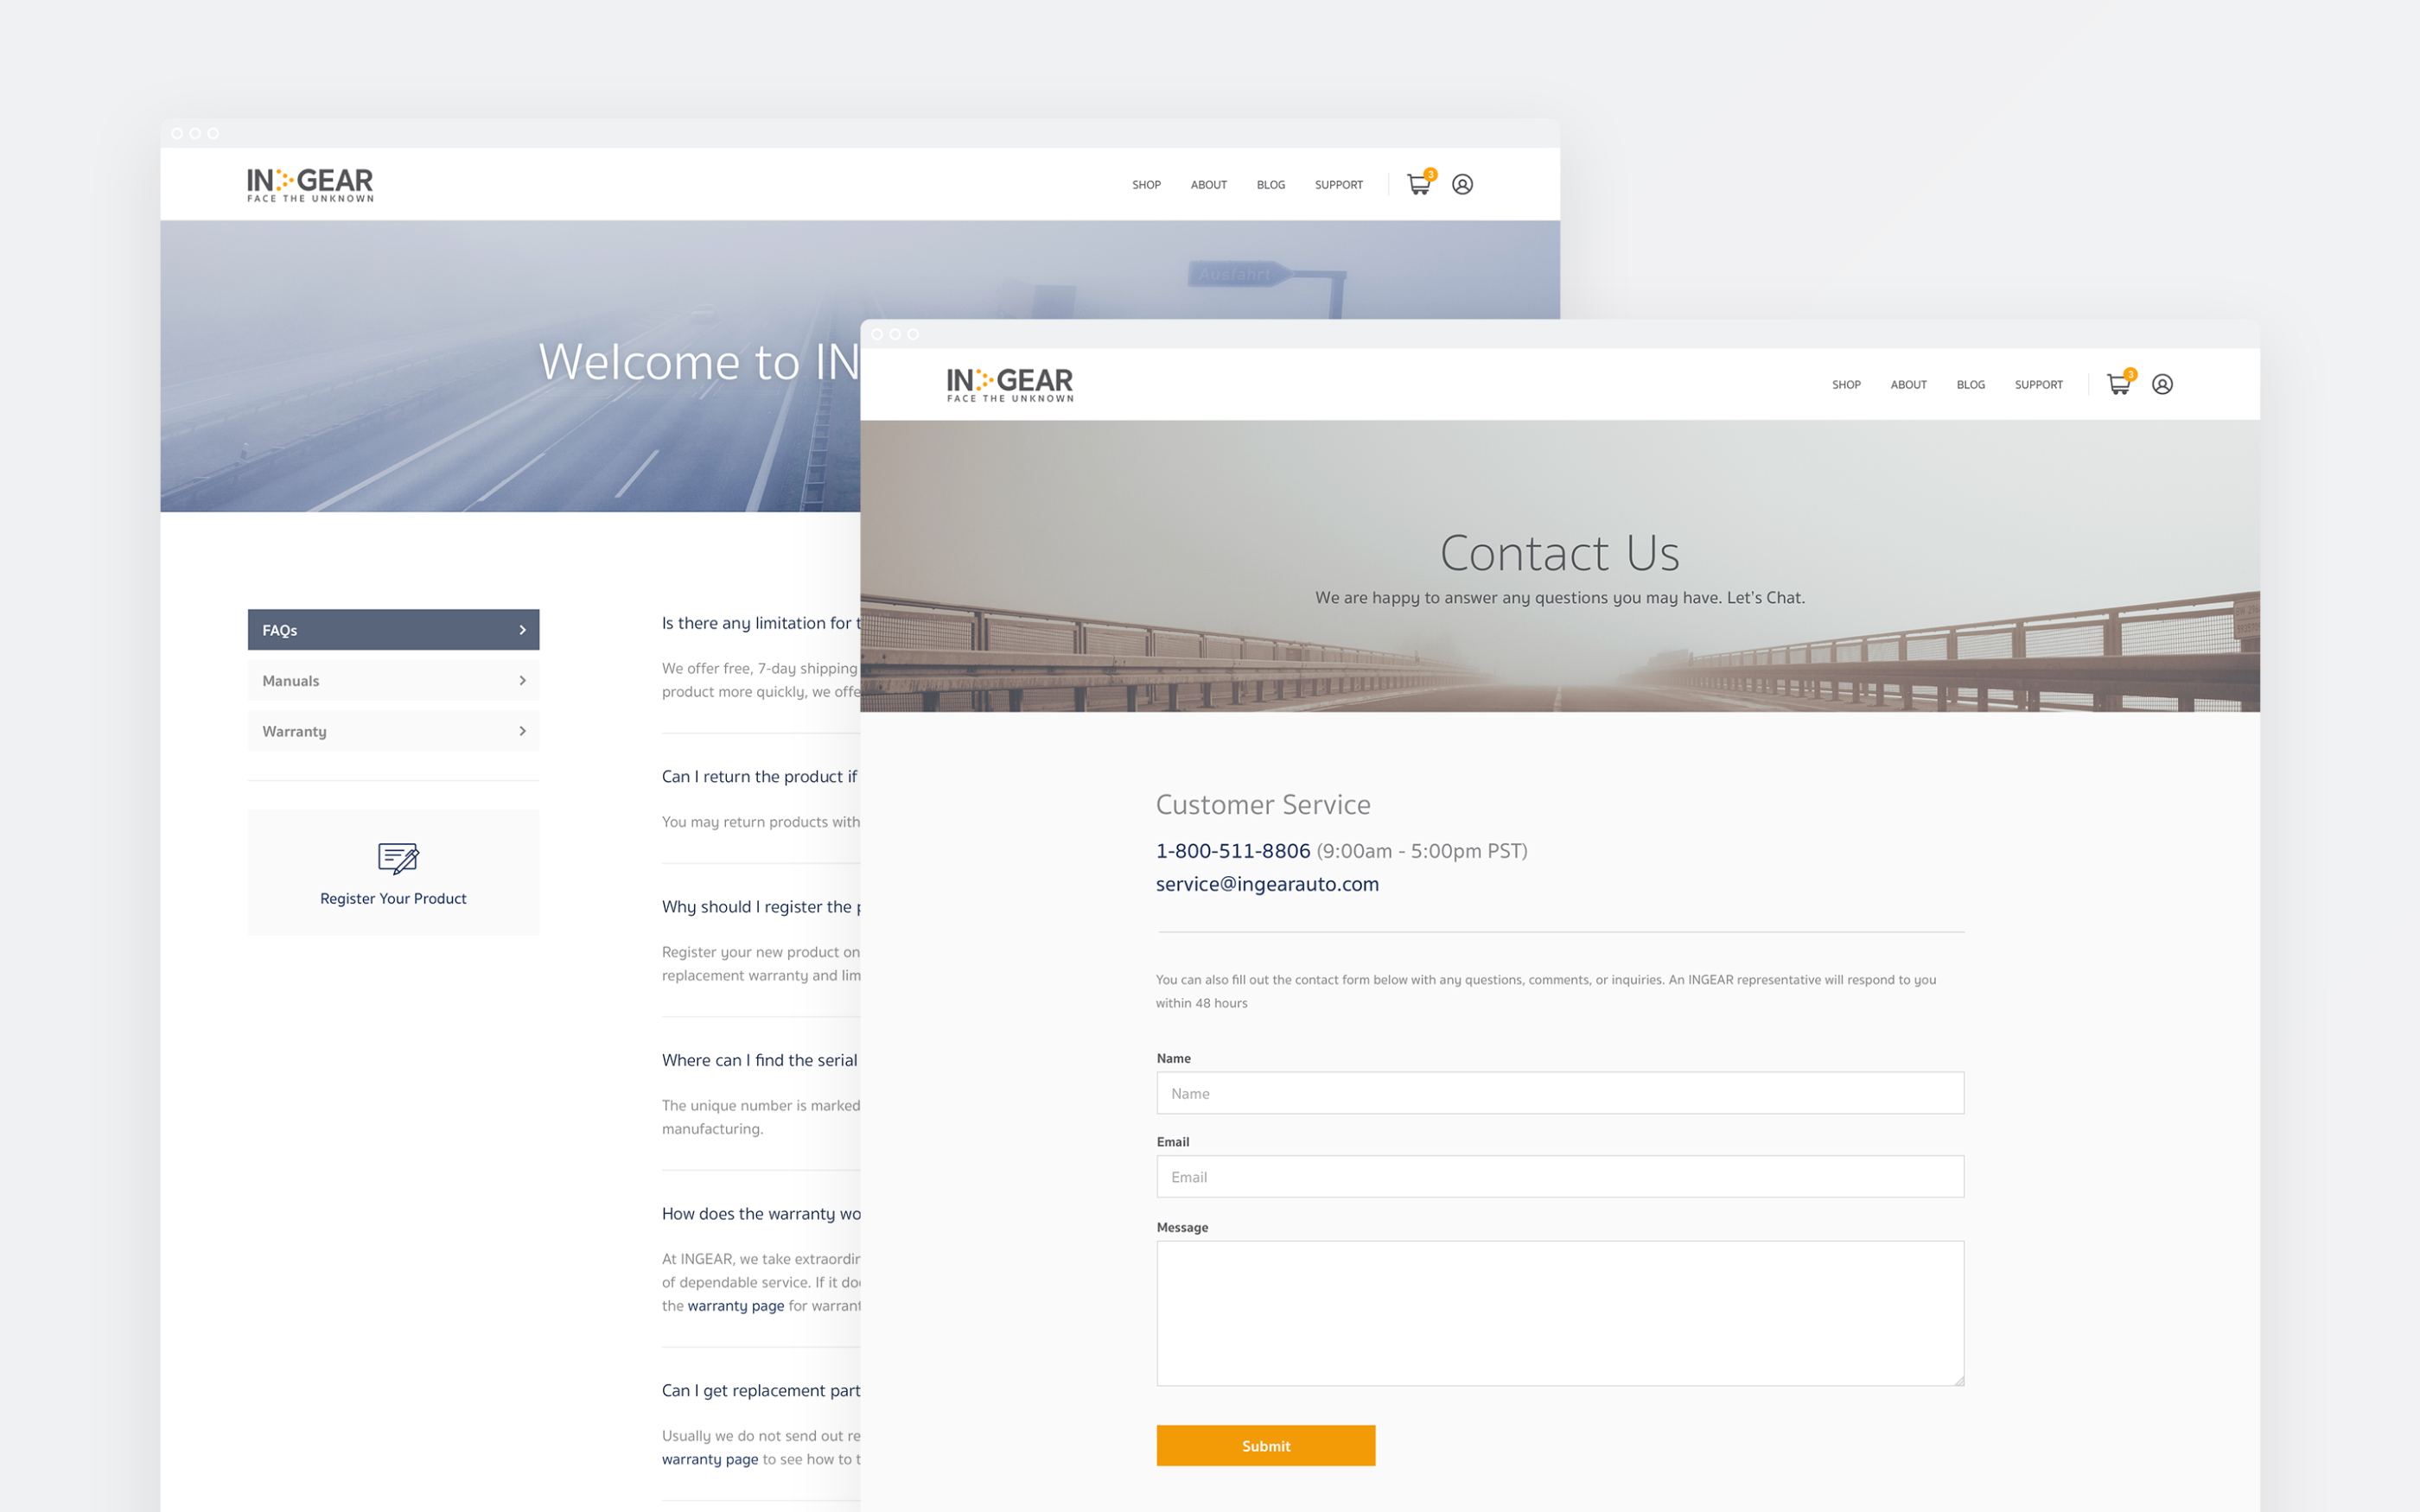 IN GEAR
FACE THE UNKNOWN
SHOP ABOUT BLOG SUPPORT 3
Ausfahrt
Welcome to IN
FAQs
Manuals
Warranty
Register Your Product
Is there any limitation for
We offer free, 7-day shipping
product more quickly, we
Can I return the product if
You may return products with
Why should I register the
Register your new product on
replacement warranty and
Where can I find the serial
The unique number is marked
manufacturing.
How does the warranty
At INGEAR, we take
of dependable service. If it
the warranty page for
Can I get replacement
Usually we do not send out
warranty page to see how to
IN GEAR
FACE THE UNKNOWN
SHOP ABOUT BLOG SUPPORT 3
Contact Us
We are happy to answer any questions you may have. Let's Chat.
Customer Service
1-800-511-8806 (9:00am - 5:00pm PST)
service@ingearauto.com
You can also fill out the contact form below with any questions, comments, or inquiries. An INGEAR representative will respond to you
within 48 hours
Name
Name
Email
Email
Message
Submit